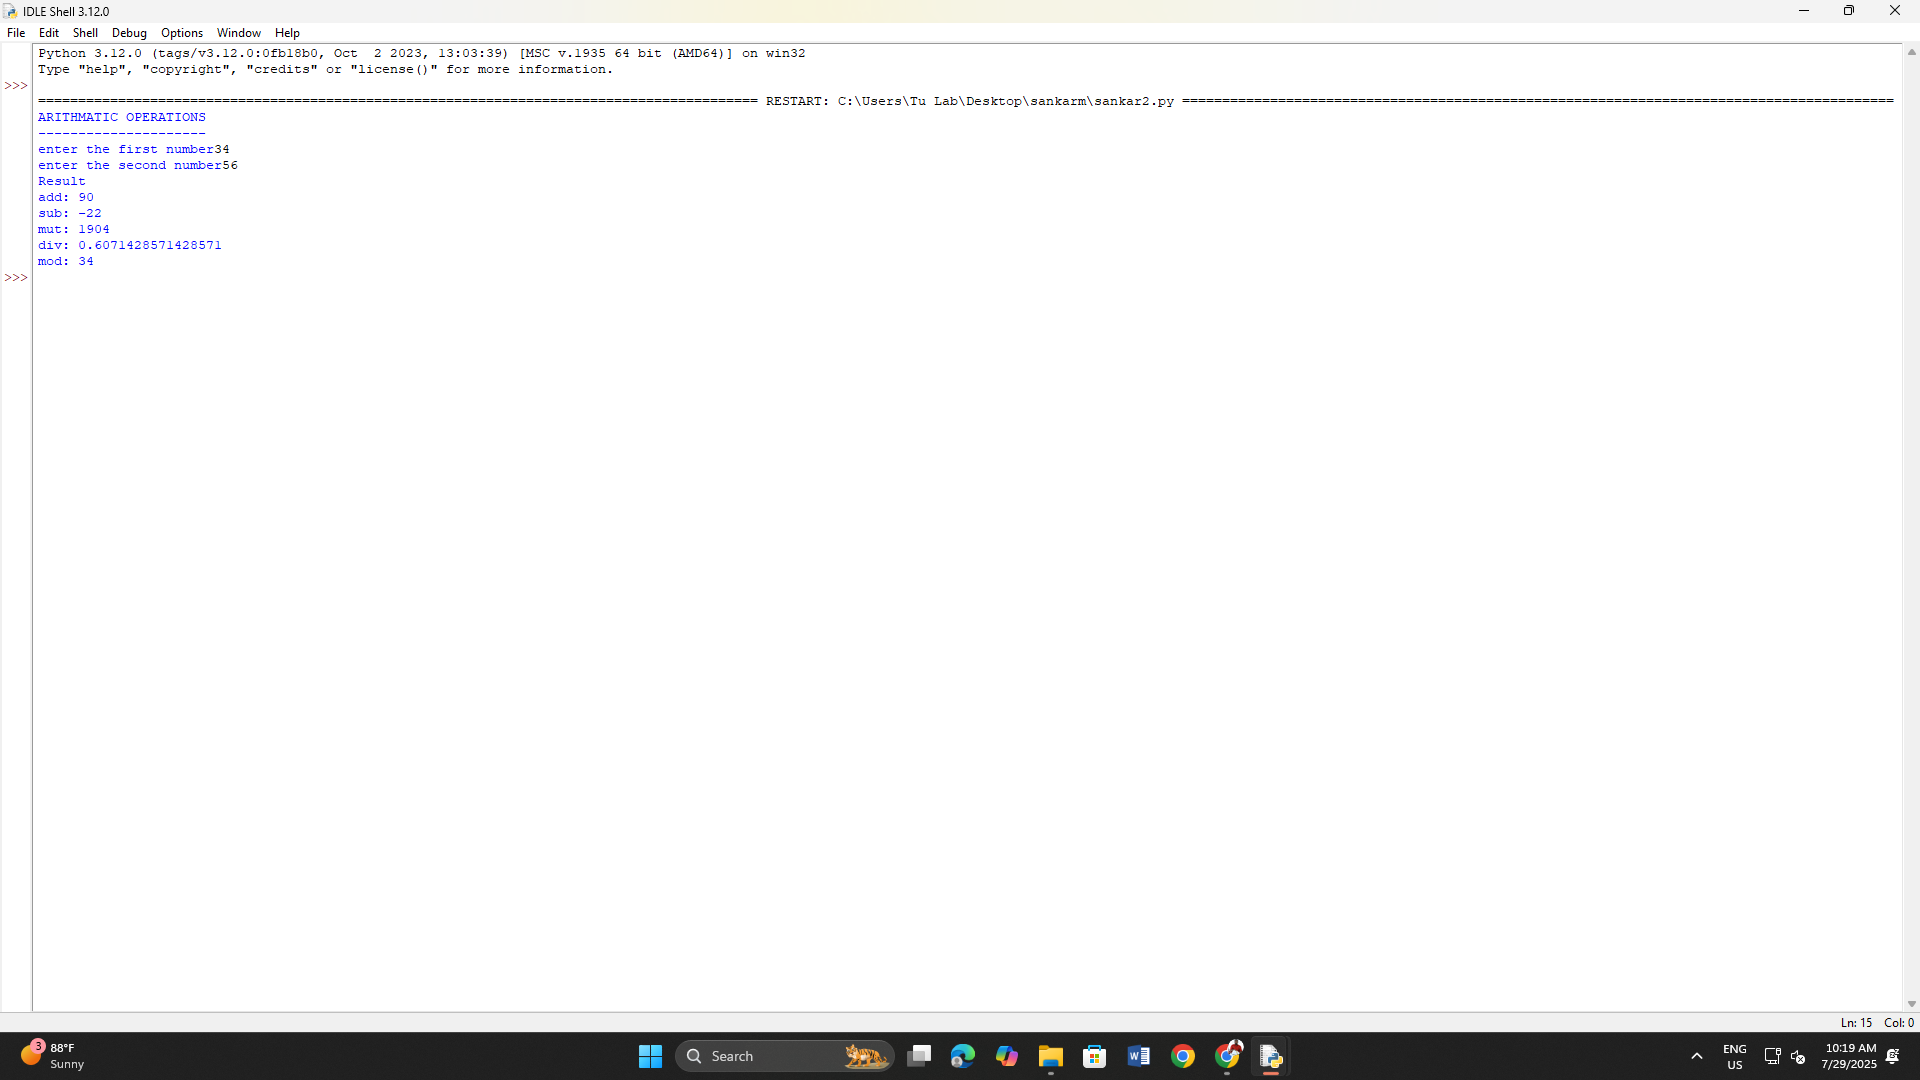 IDLE Shell 3.12.0
File Edit Shell Debug Options Window Help
Python 3.12.0 (tags/v3.12.0:0fb18b0, Oct  2 2023, 13:03:39) [MSC v.1935 64 bit (AMD64)] on win32
Type "help", "copyright", "credits" or "license()" for more information.
>>>
========================================================================================== RESTART: C:\Users\Tu Lab\Desktop\sankarm\sankar2.py =========================================================================================
ARITHMATIC OPERATIONS
---------------------
enter the first number34
enter the second number56
Result
add: 90
sub: -22
mut: 1904
div: 0.6071428571428571
mod: 34
>>>
Ln: 15 Col: 0
3
88°F
Sunny
Search
ENG
US
10:19 AM
7/29/2025